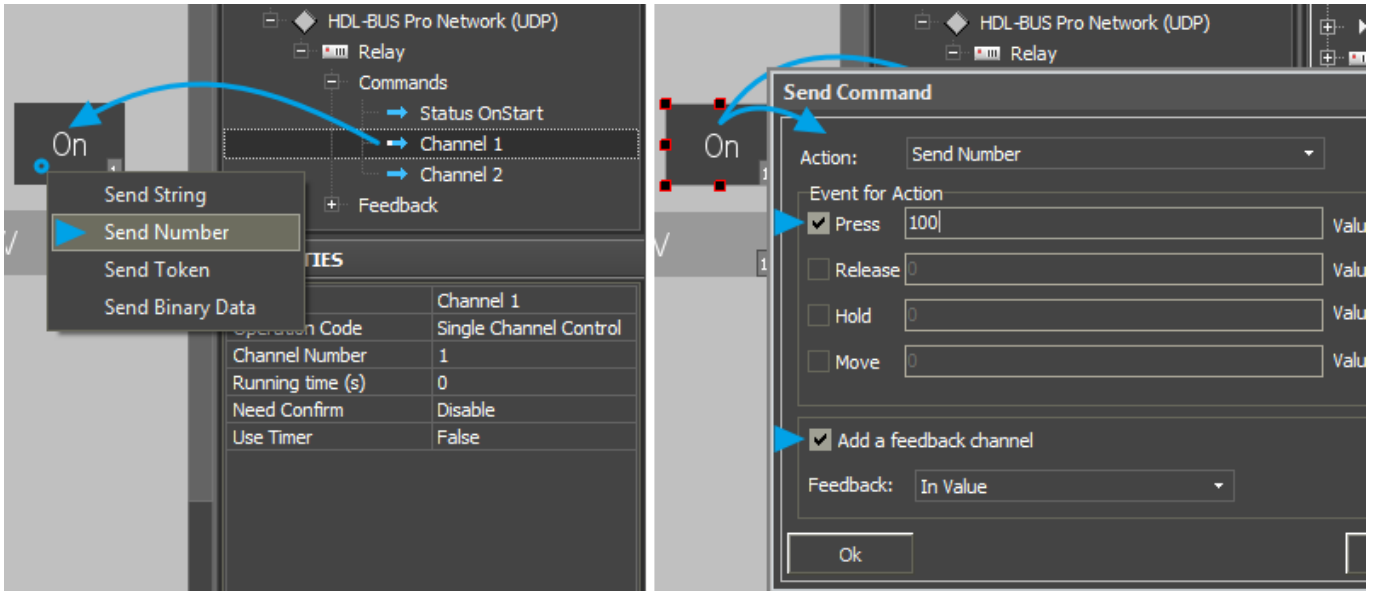 HDL-BUS Pro Network (UDP)
Relay
Commands
Status OnStart
Channel 1
Channel 2
Feedback
On
1
Send String
Send Number
Send Token
Send Binary Data
V
TIES
Channel 1
Operation Code Single Channel Control
Channel Number 1
Running time (s) 0
Need Confirm Disable
Use Timer False
HDL-BUS Pro Network (UDP)
Relay
On
1
V
1
Send Command
Action: Send Number
Event for Action
Press 100 Valu
Release 0 Valu
Hold 0 Valu
Move 0 Valu
Add a feedback channel
Feedback: In Value
Ok